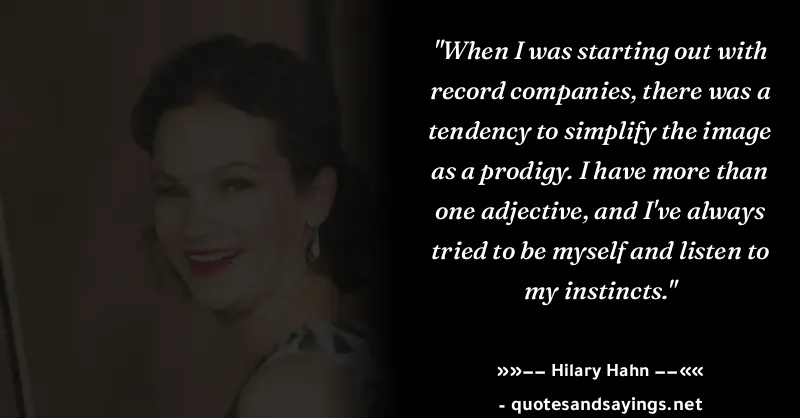 "When I was starting out with
record companies, there was a
tendency to simplify the image
as a prodigy. I have more than
one adjective, and I've always
tried to be myself and listen to
my instincts."
»»−− Hilary Hahn −−««
- quotesandsayings.net